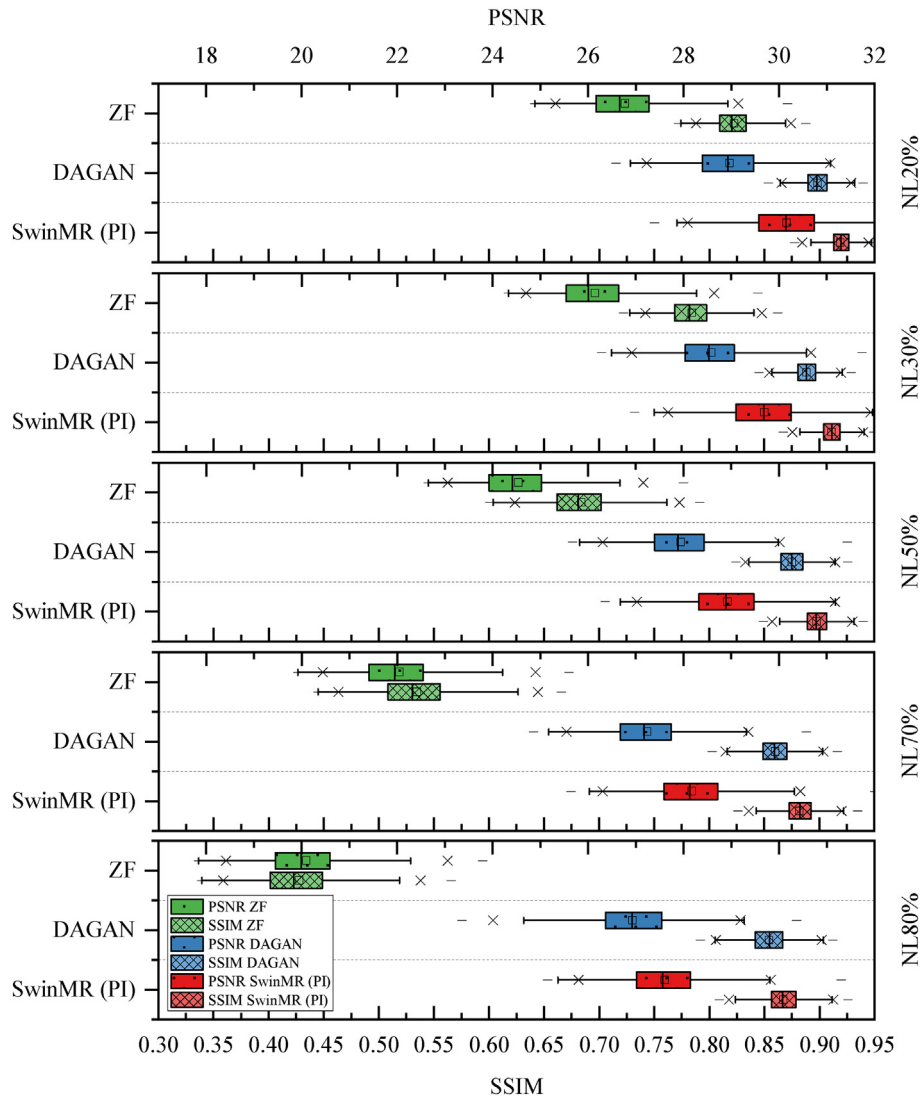 PSNR
18 20 22 24 26 28 30 32
ZF
DAGAN
SwinMR (PI)
NL20%
ZF
DAGAN
SwinMR (PI)
NL30%
ZF
DAGAN
SwinMR (PI)
NL50%
ZF
DAGAN
SwinMR (PI)
NL70%
ZF
DAGAN
SwinMR (PI)
NL80%
PSNR ZF
SSIM ZF
PSNR DAGAN
SSIM DAGAN
PSNR SwinMR (PI)
SSIM SwinMR (PI)
0.30 0.35 0.40 0.45 0.50 0.55 0.60 0.65 0.70 0.75 0.80 0.85 0.90 0.95
SSIM